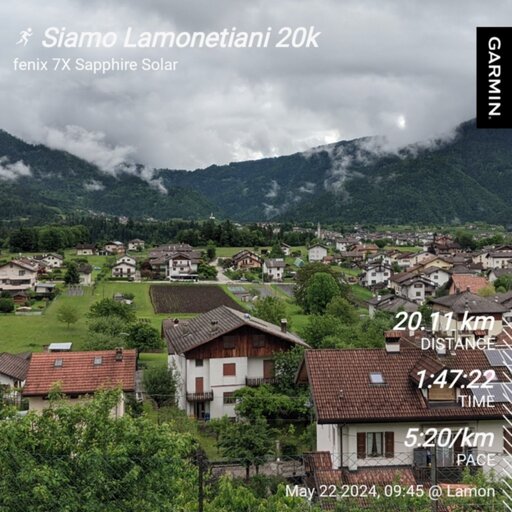 Siamo Lamonetiani 20k
fenix 7X Sapphire Solar
GARMIN
20.11 km
DISTANCE
1:47:22
TIME
5:20/km
PACE
May 22 2024, 09:45 @ Lamon